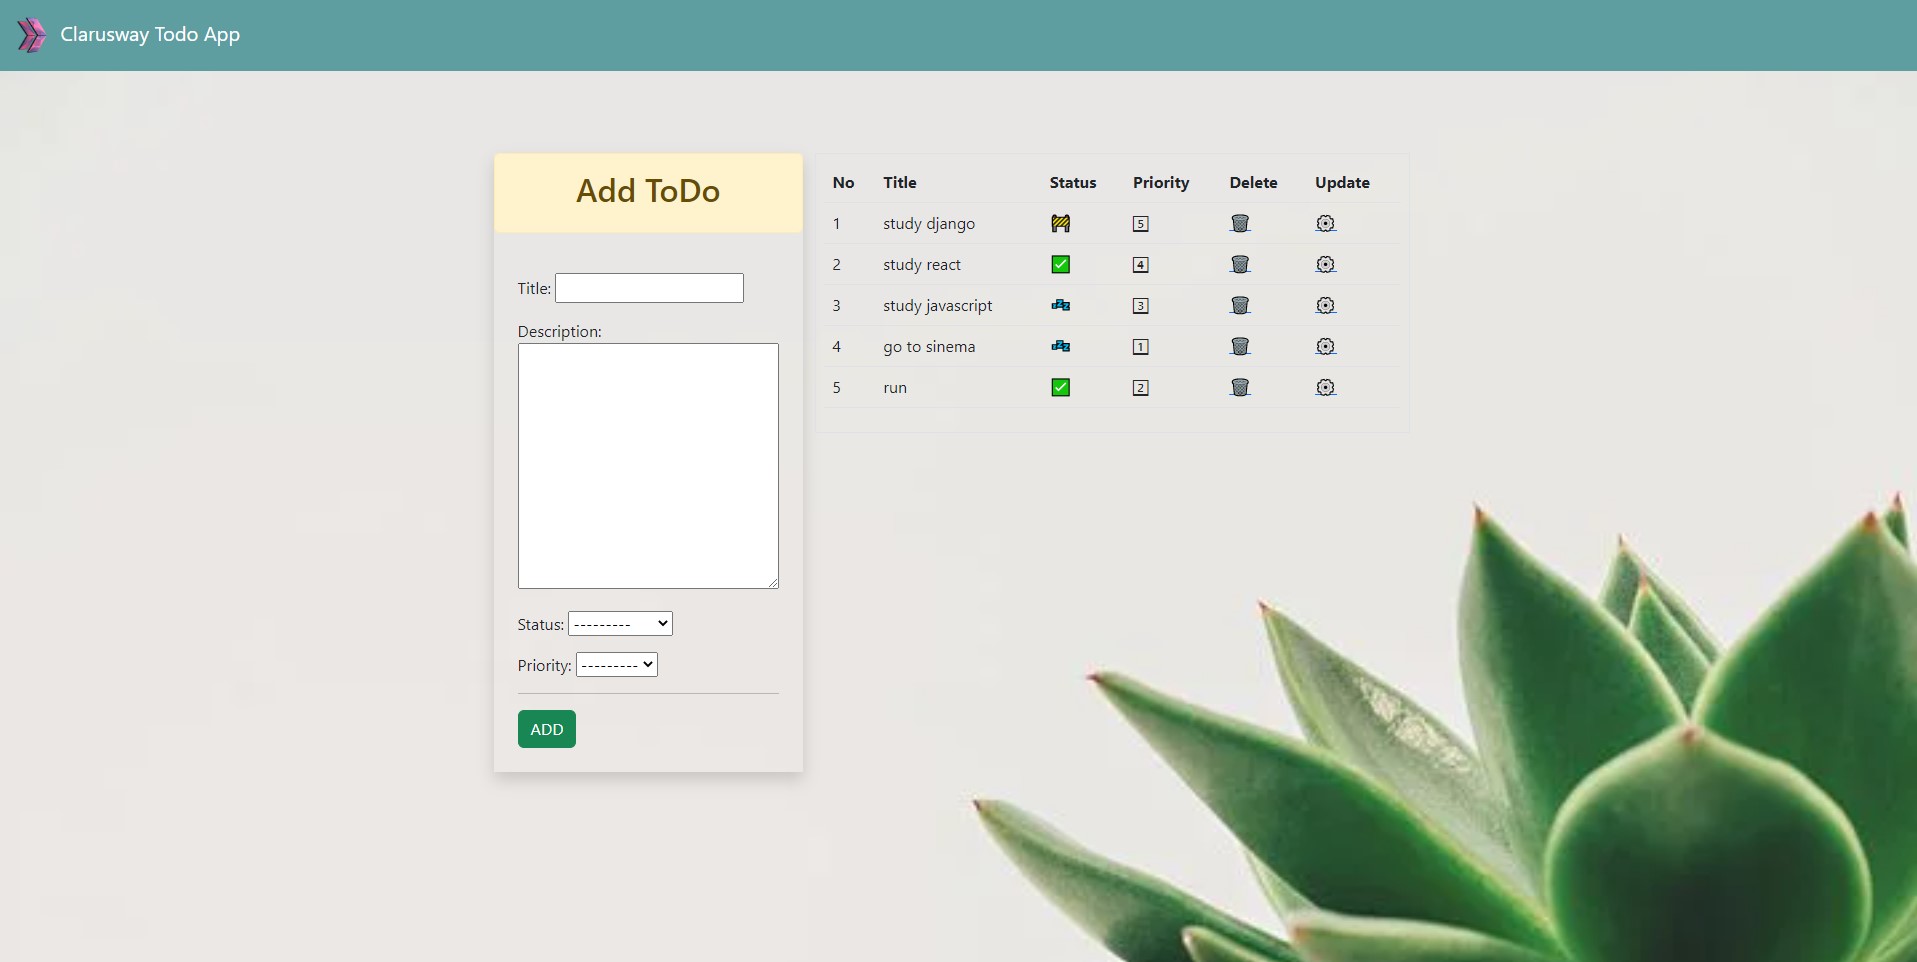 Clarusway Todo App
Add ToDo
Title:
Description:
Status: ---------
Priority: ---------
ADD
No Title Status Priority Delete Update
1 study django 5
2 study react 4
3 study javascript 3
4 go to sinema 1
5 run 2